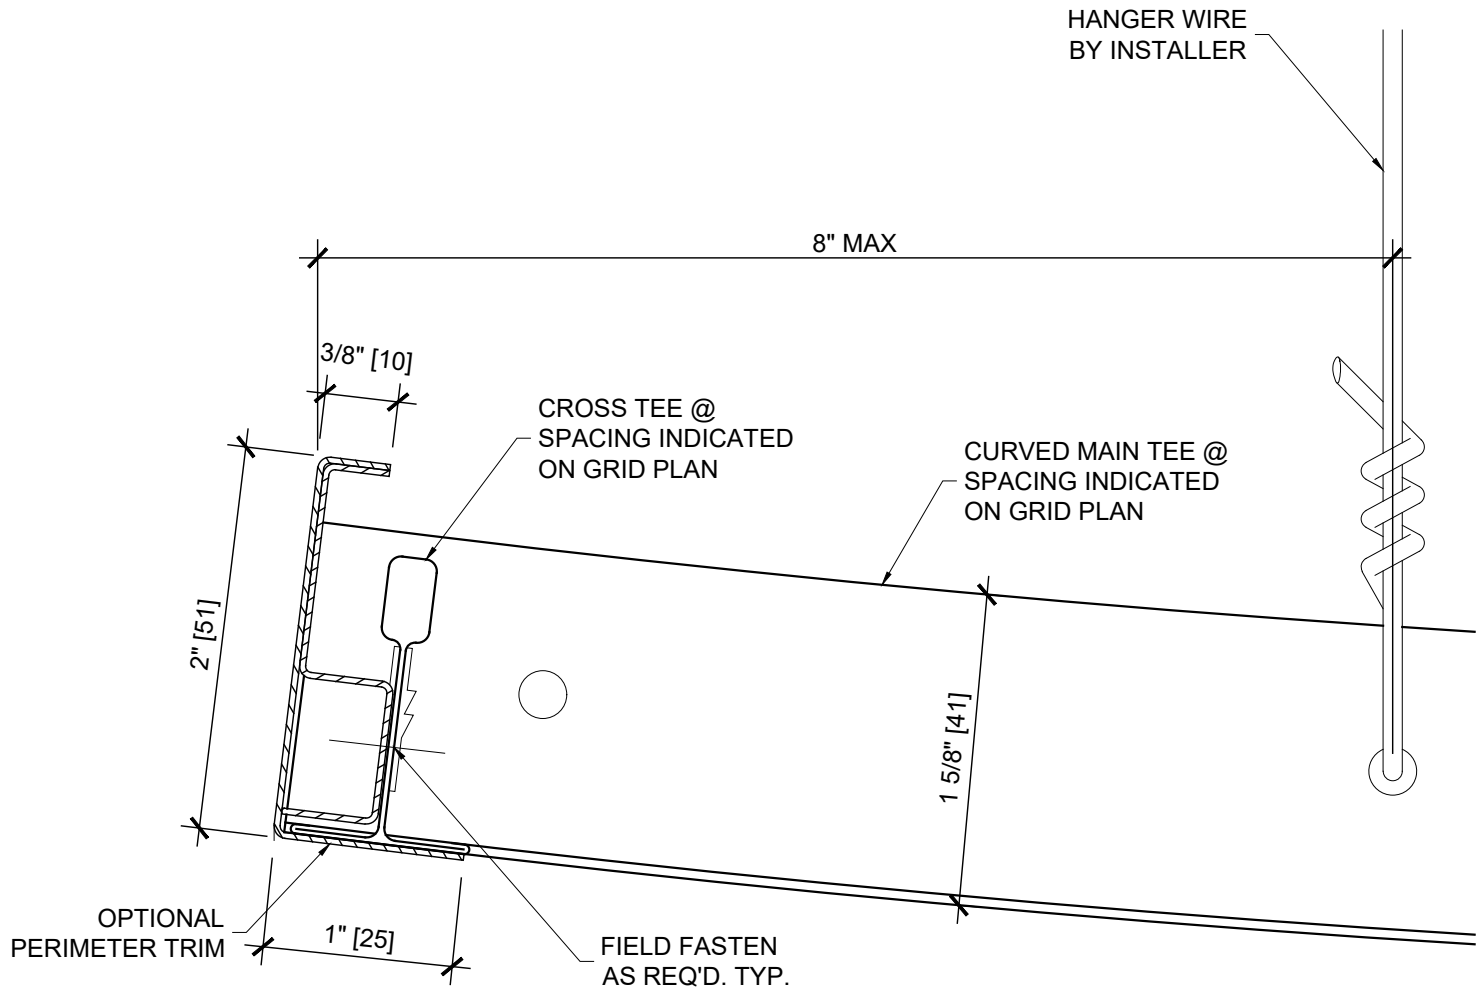 HANGER WIRE
BY INSTALLER
8" MAX
3/8" [10]
CROSS TEE @
SPACING INDICATED
ON GRID PLAN
CURVED MAIN TEE @
SPACING INDICATED
ON GRID PLAN
2" [51]
1 5/8" [41]
OPTIONAL
PERIMETER TRIM
1" [25]
FIELD FASTEN
AS REQ'D. TYP.